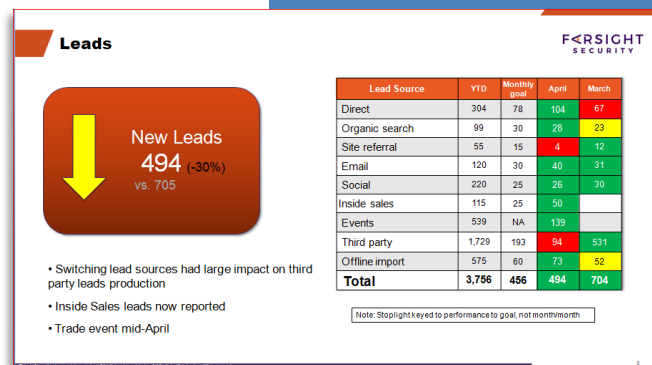 Leads
FARSIGHT
SECURITY
New Leads
494 (-30%)
vs. 705
• Switching lead sources had large impact on third
party leads production
• Inside Sales leads now reported
• Trade event mid-April
Lead Source YTD Monthly goal April March
Direct 304 78 104 67
Organic search 99 30 28 23
Site referral 55 15 4 12
Email 120 30 40 31
Social 220 25 26 30
Inside sales 115 25 50
Events 539 NA 139
Third party 1,729 193 94 531
Offline import 575 60 73 52
Total 3,756 456 494 704
Note: Stoplight keyed to performance to goal, not month/month